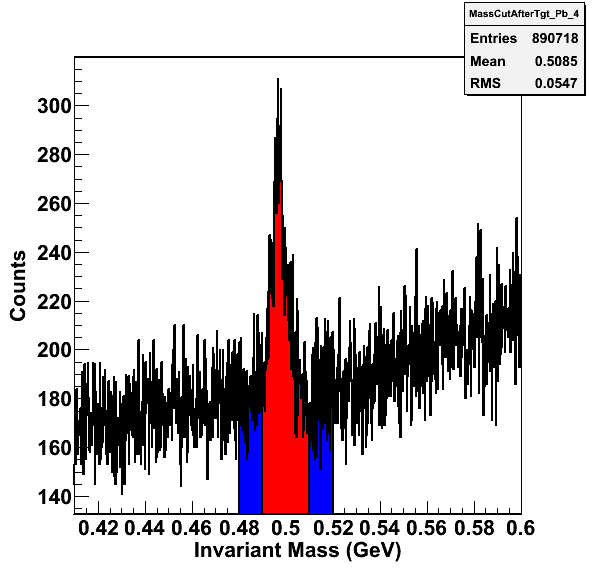 MassCutAfterTgt_Pb_4
Entries 890718
Mean 0.5085
RMS 0.0547
300
280
260
240
220
200
180
160
140
Counts
0.42 0.44 0.46 0.48 0.5 0.52 0.54 0.56 0.58 0.6
Invariant Mass (GeV)